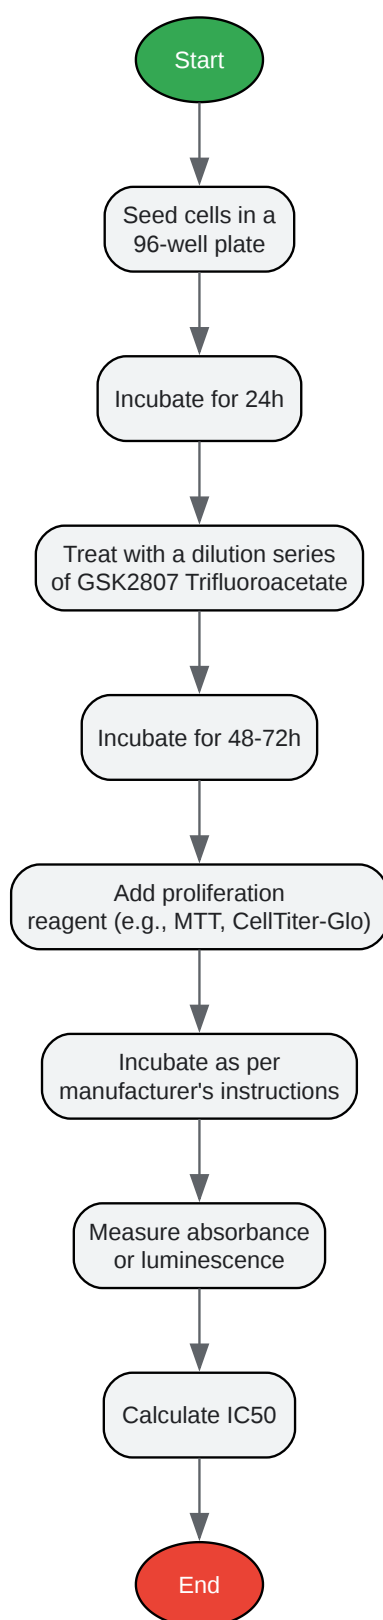 Start
Seed cells in a
96-well plate
Incubate for 24h
Treat with a dilution series
of GSK2807 Trifluoroacetate
Incubate for 48-72h
Add proliferation
reagent (e.g., MTT, CellTiter-Glo)
Incubate as per
manufacturer's instructions
Measure absorbance
or luminescence
Calculate IC50
End